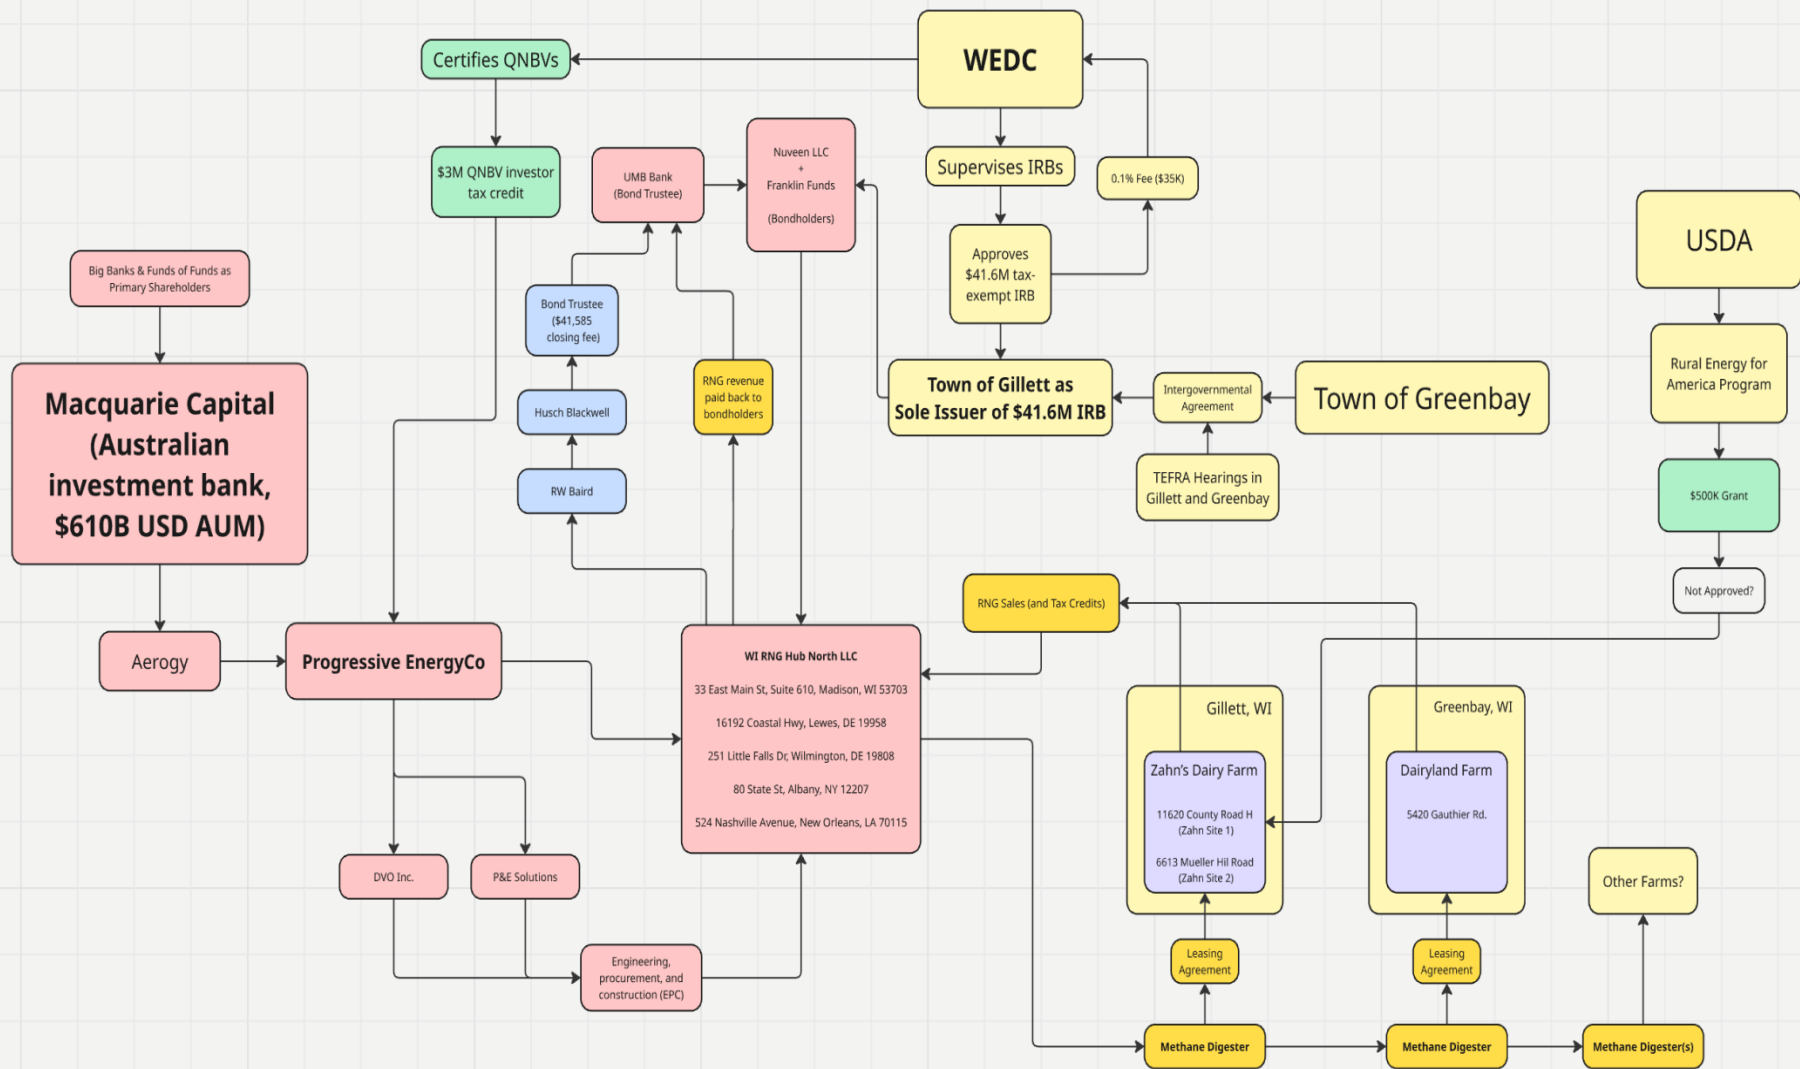 WEDC
Certifies QNBVs
$3M QNBV investor
tax credit
UMB Bank
(Bond Trustee)
Nuveen LLC
+
Franklin Funds
(Bondholders)
Supervises IRBs
0.1% Fee ($35K)
Approves
$41.6M tax-
exempt IRB
USDA
Big Banks & Funds of Funds as
Primary Shareholders
Bond Trustee
($41,585
closing fee)
Rural Energy for
America Program
Macquarie Capital
(Australian
investment bank,
$610B USD AUM)
Husch Blackwell
RNG revenue
paid back to
bondholders
Town of Gillett as
Sole Issuer of $41.6M IRB
Intergovernmental
Agreement
Town of Greenbay
RW Baird
TEFRA Hearings in
Gillett and Greenbay
$500K Grant
RNG Sales (and Tax Credits)
Not Approved?
Aerogy
Progressive EnergyCo
WI RNG Hub North LLC
33 East Main St, Suite 610, Madison, WI 53703
16192 Coastal Hwy, Lewes, DE 19958
251 Little Falls Dr, Wilmington, DE 19808
80 State St, Albany, NY 12207
524 Nashville Avenue, New Orleans, LA 70115
Gillett, WI
Zahn's Dairy Farm
11620 County Road H
(Zahn Site 1)
6613 Mueller Hil Road
(Zahn Site 2)
Greenbay, WI
Dairyland Farm
5420 Gauthier Rd.
DVO Inc.
P&E Solutions
Other Farms?
Engineering,
procurement, and
construction (EPC)
Leasing
Agreement
Leasing
Agreement
Methane Digester
Methane Digester
Methane Digester(s)